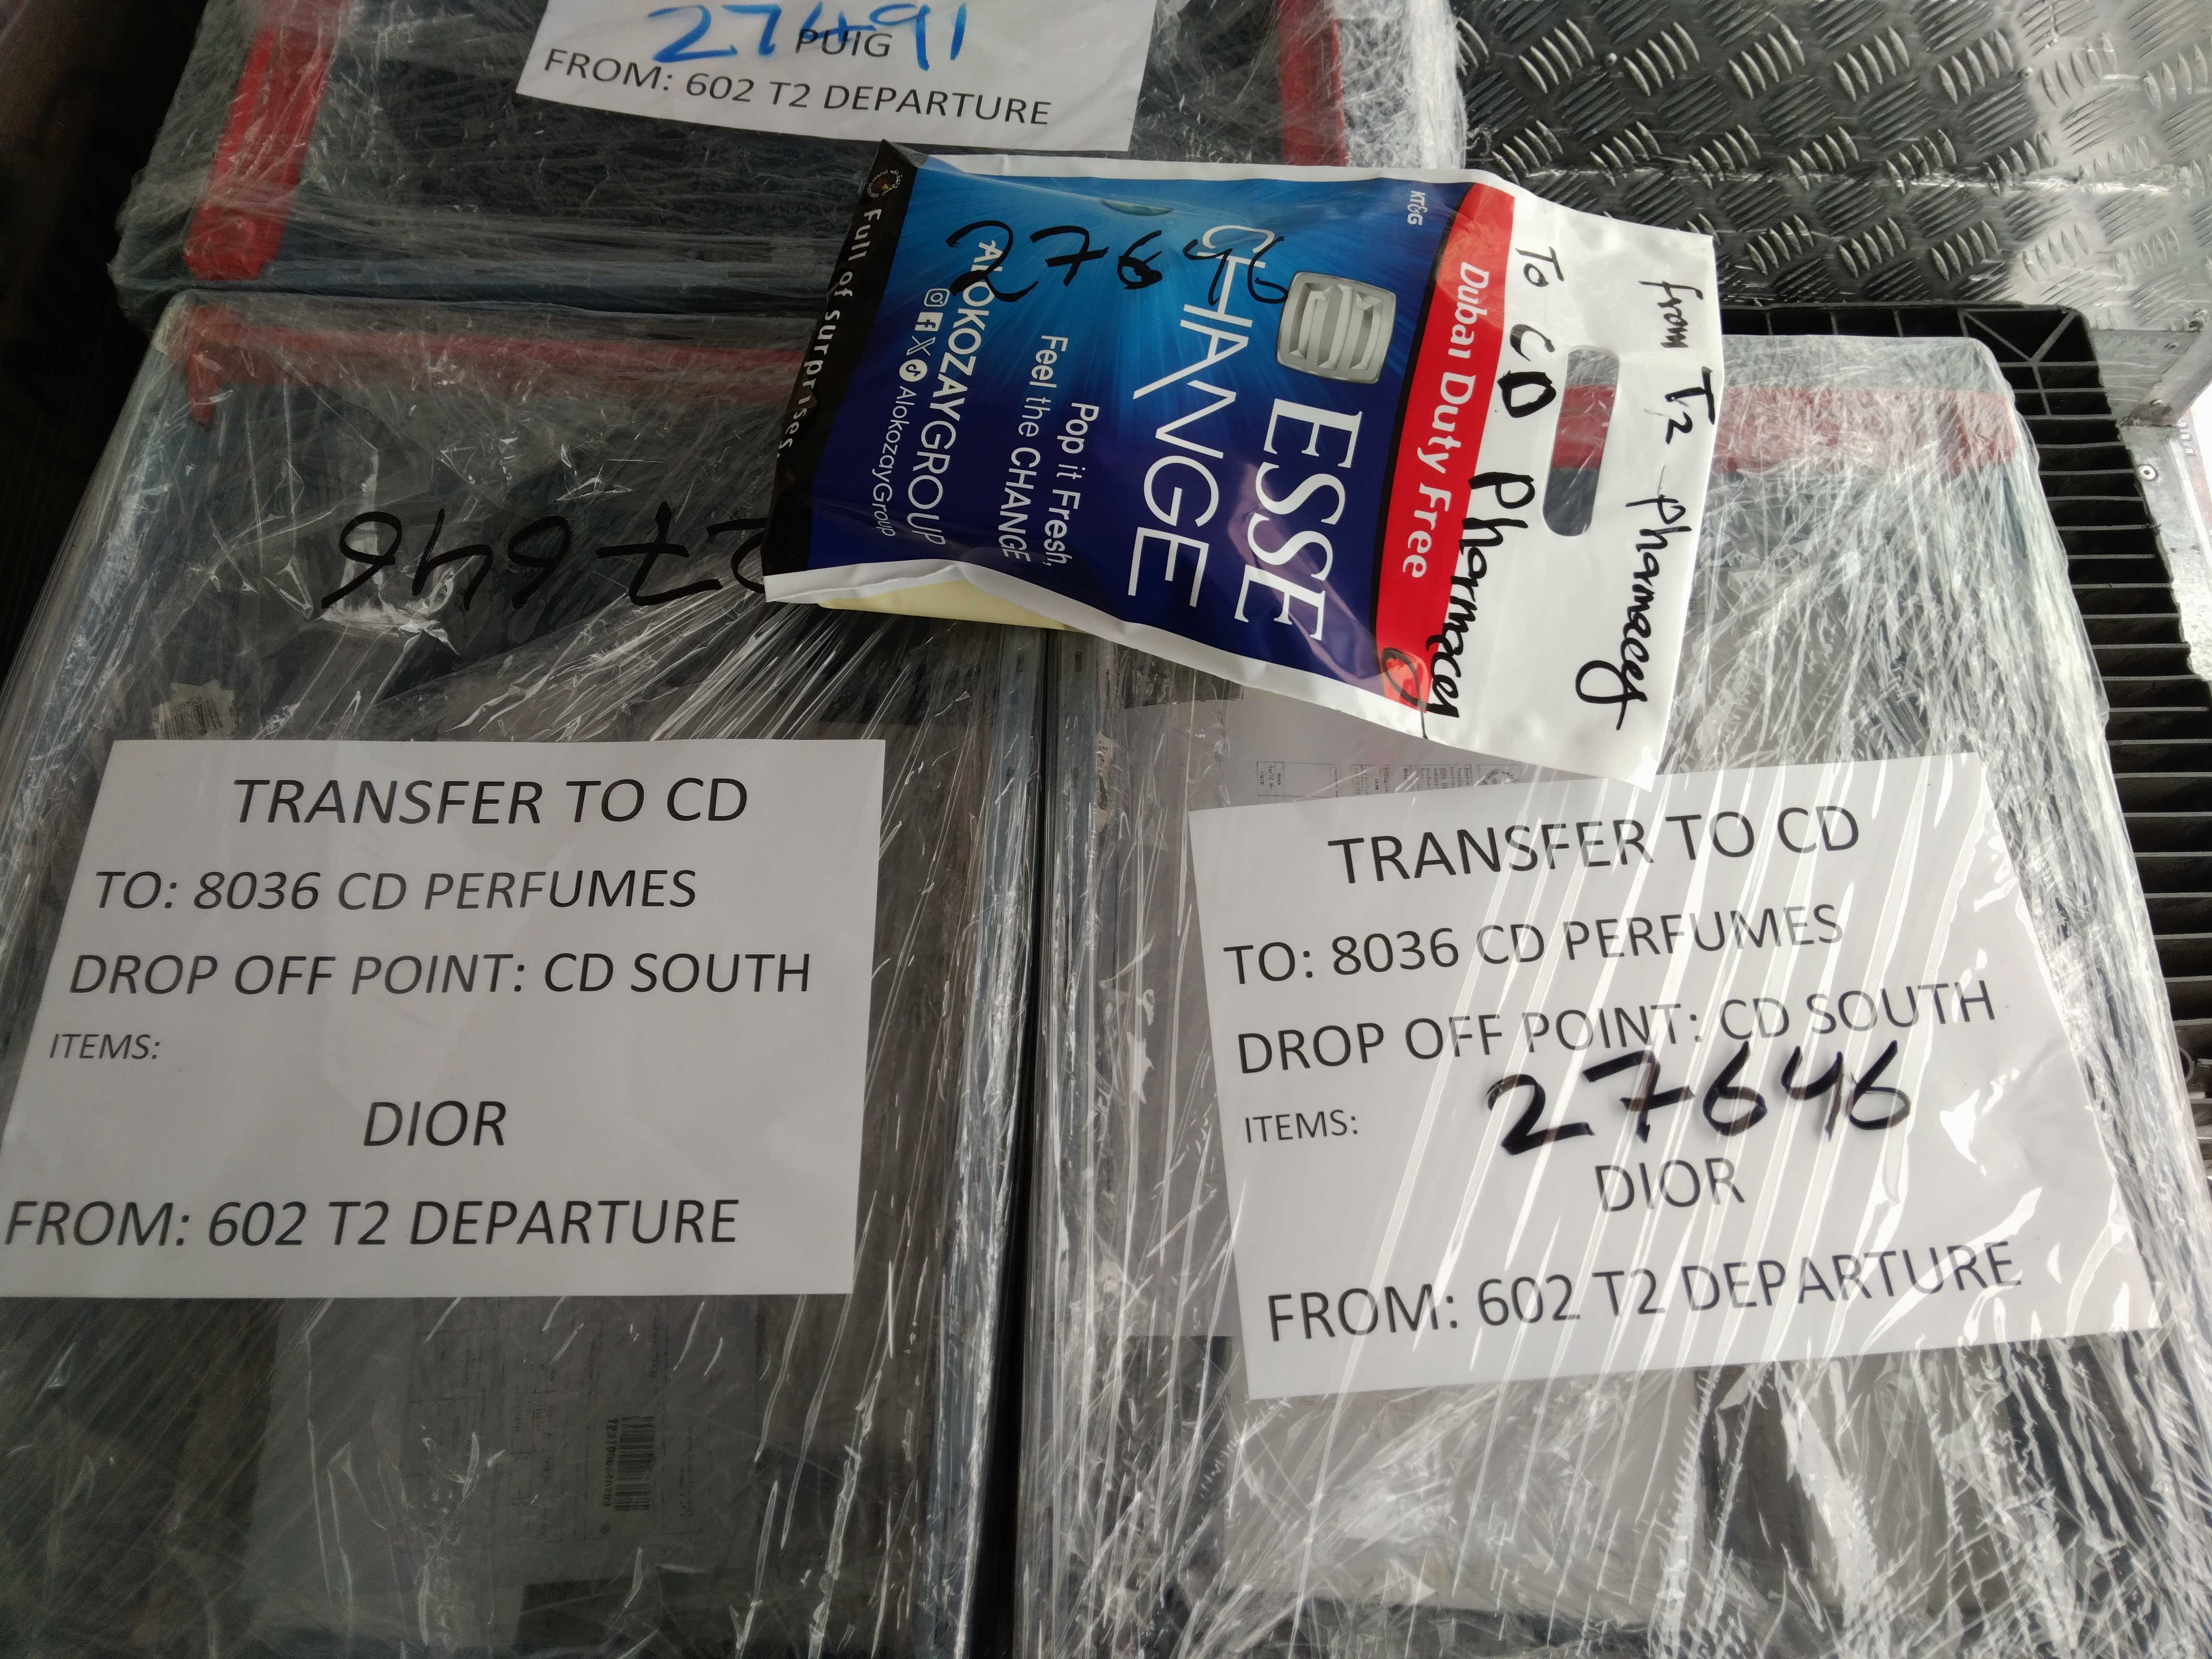 27491
PUIG
FROM: 602 T2 DEPARTURE
from T2 Pharmacey
To CD Pharmacey
Dubai Duty Free
KT&G
ESSE
CHANGE
Pop it Fresh,
Feel the CHANGE
27646
ALOKOZAYGROUP
AlokozayGroup
Full of surprises.
27646
TRANSFER TO CD
TO: 8036 CD PERFUMES
DROP OFF POINT: CD SOUTH
ITEMS:
DIOR
FROM: 602 T2 DEPARTURE
TRANSFER TO CD
TO: 8036 CD PERFUMES
DROP OFF POINT: CD SOUTH
27646
ITEMS:
DIOR
FROM: 602 T2 DEPARTURE